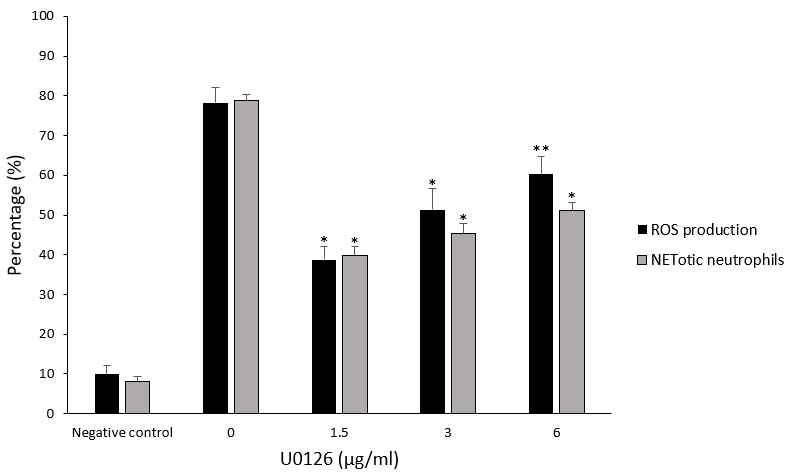 100
90
80
70
60
50
40
30
20
10
0
Percentage (%)
* * * * ** *
Negative control 0 1.5 3 6
U0126 (µg/ml)
ROS production
NETotic neutrophils